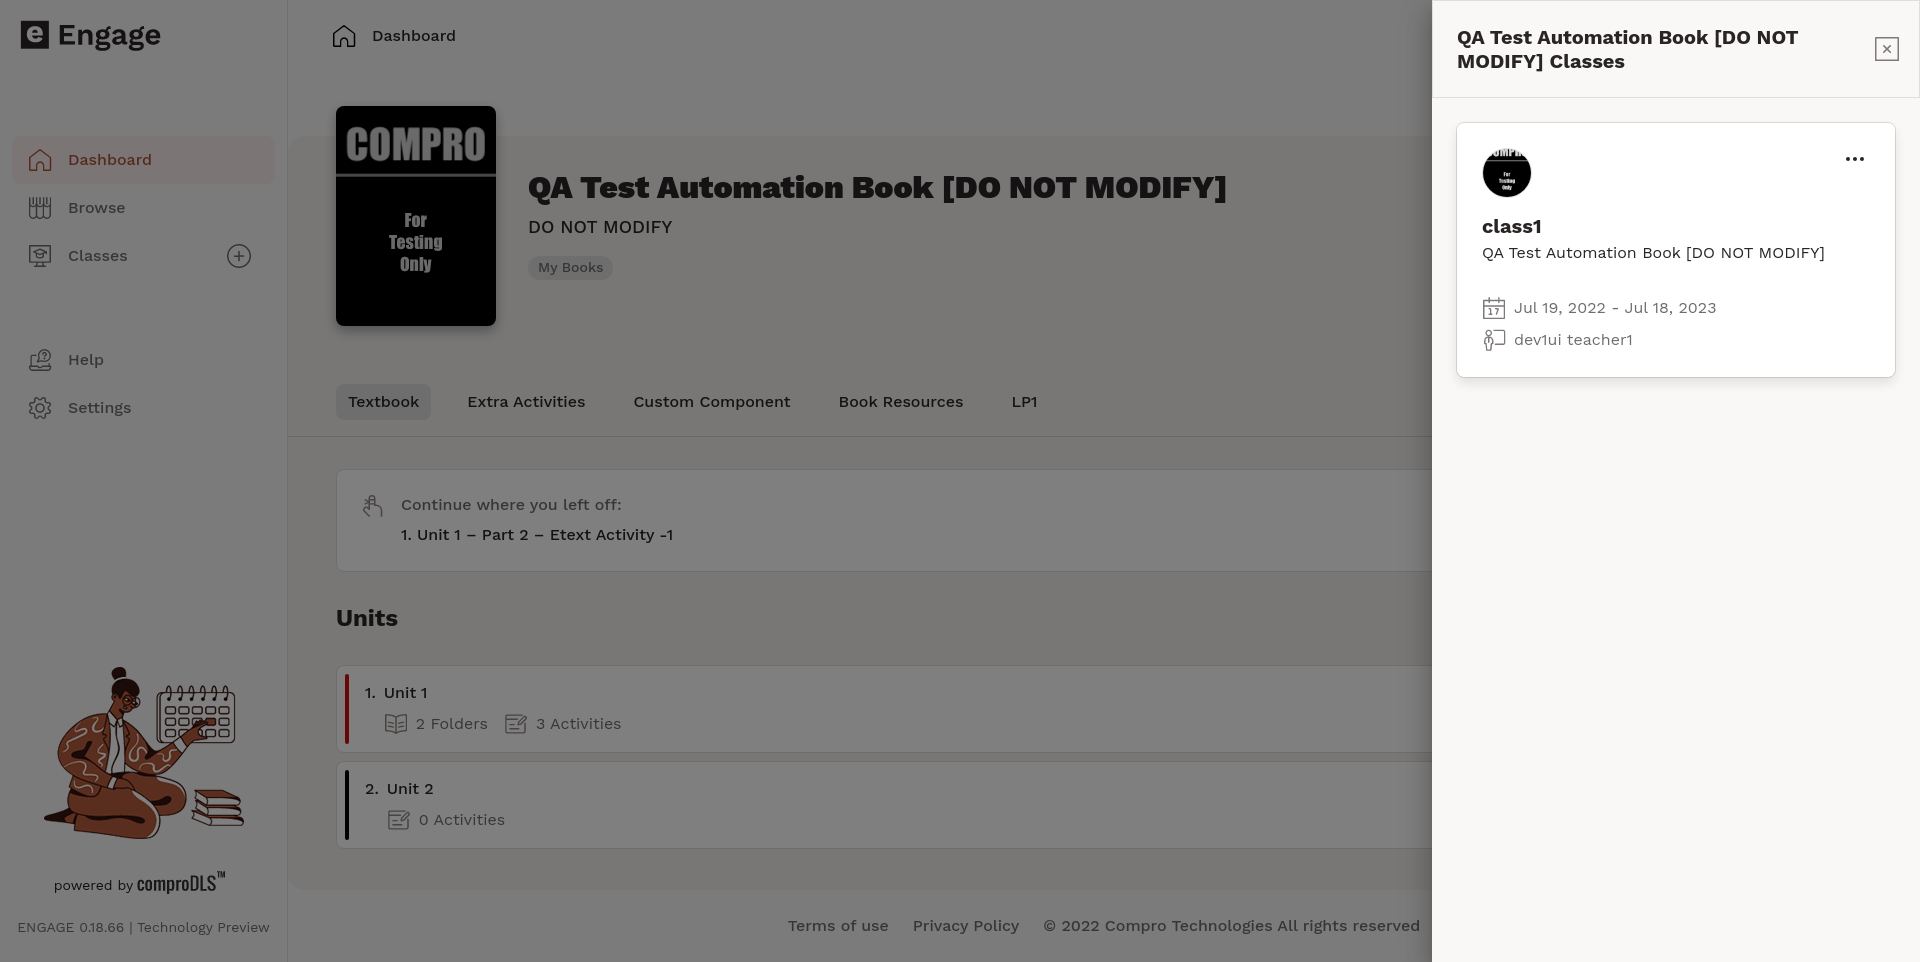 e Engage
Dashboard
Browse
Classes
Help
Settings
powered by comproDLS™
ENGAGE 0.18.66 | Technology Preview
Dashboard
COMPRO
For
Testing
Only
QA Test Automation Book [DO NOT MODIFY]
DO NOT MODIFY
My Books
Textbook Extra Activities Custom Component Book Resources LP1
Continue where you left off:
1. Unit 1 – Part 2 – Etext Activity -1
Units
1. Unit 1
2 Folders 3 Activities
2. Unit 2
0 Activities
Terms of use Privacy Policy © 2022 Compro Technologies All rights reserved
QA Test Automation Book [DO NOT
MODIFY] Classes
For
Testing
Only
class1
QA Test Automation Book [DO NOT MODIFY]
17 Jul 19, 2022 - Jul 18, 2023
dev1ui teacher1